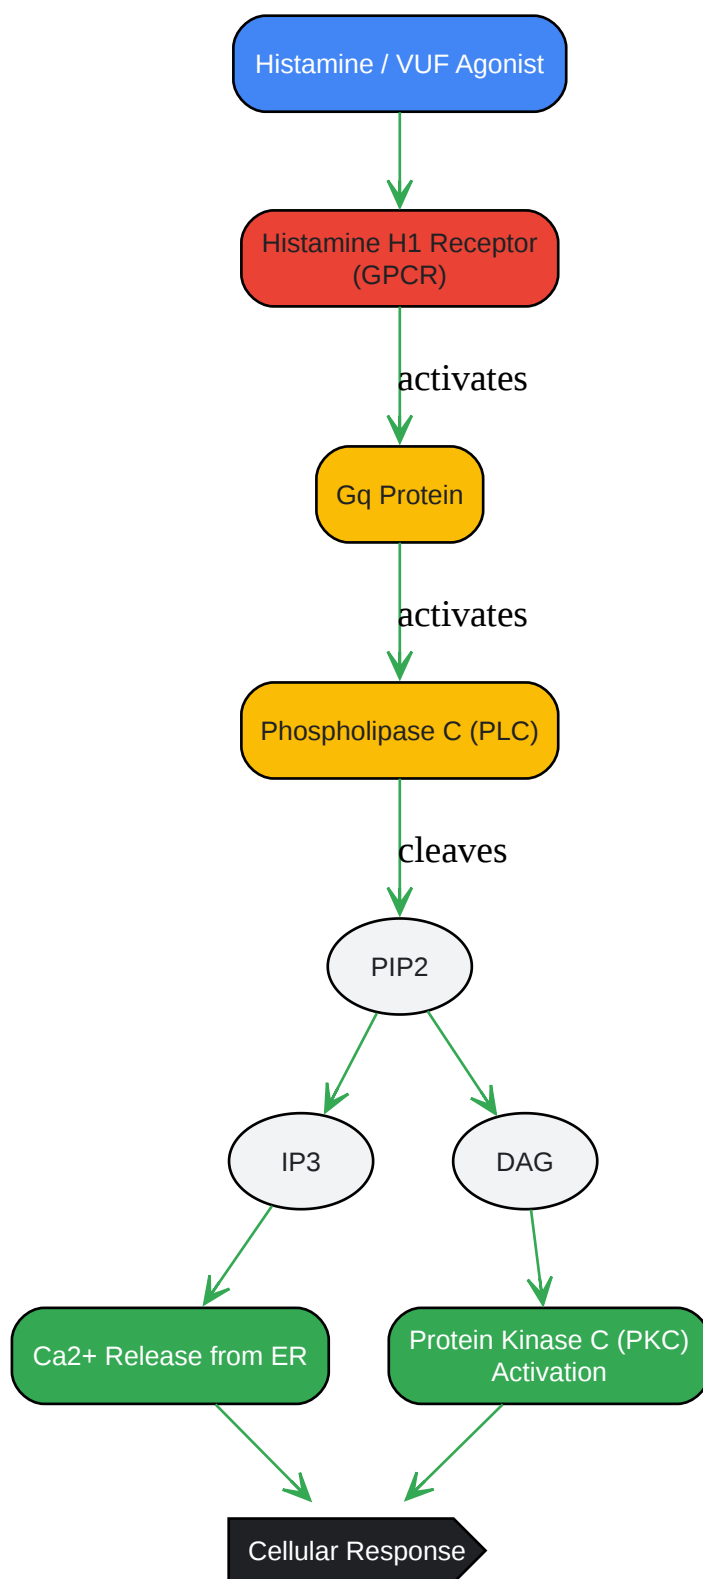 Histamine / VUF Agonist
Histamine H1 Receptor
(GPCR)
activates
Gq Protein
activates
Phospholipase C (PLC)
cleaves
PIP2
IP3
DAG
Ca2+ Release from ER
Protein Kinase C (PKC)
Activation
Cellular Response